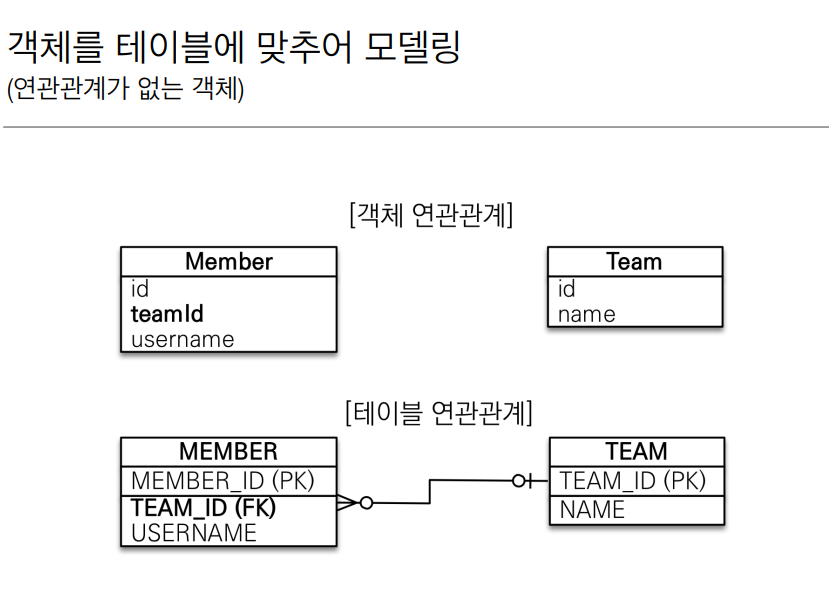 객체를 테이블에 맞추어 모델링
(연관관계가 없는 객체)
[객체 연관관계]
Member
id
teamId
username
Team
id
name
[테이블 연관관계]
MEMBER
MEMBER_ID (PK)
TEAM_ID (FK)
USERNAME
TEAM
TEAM_ID (PK)
NAME